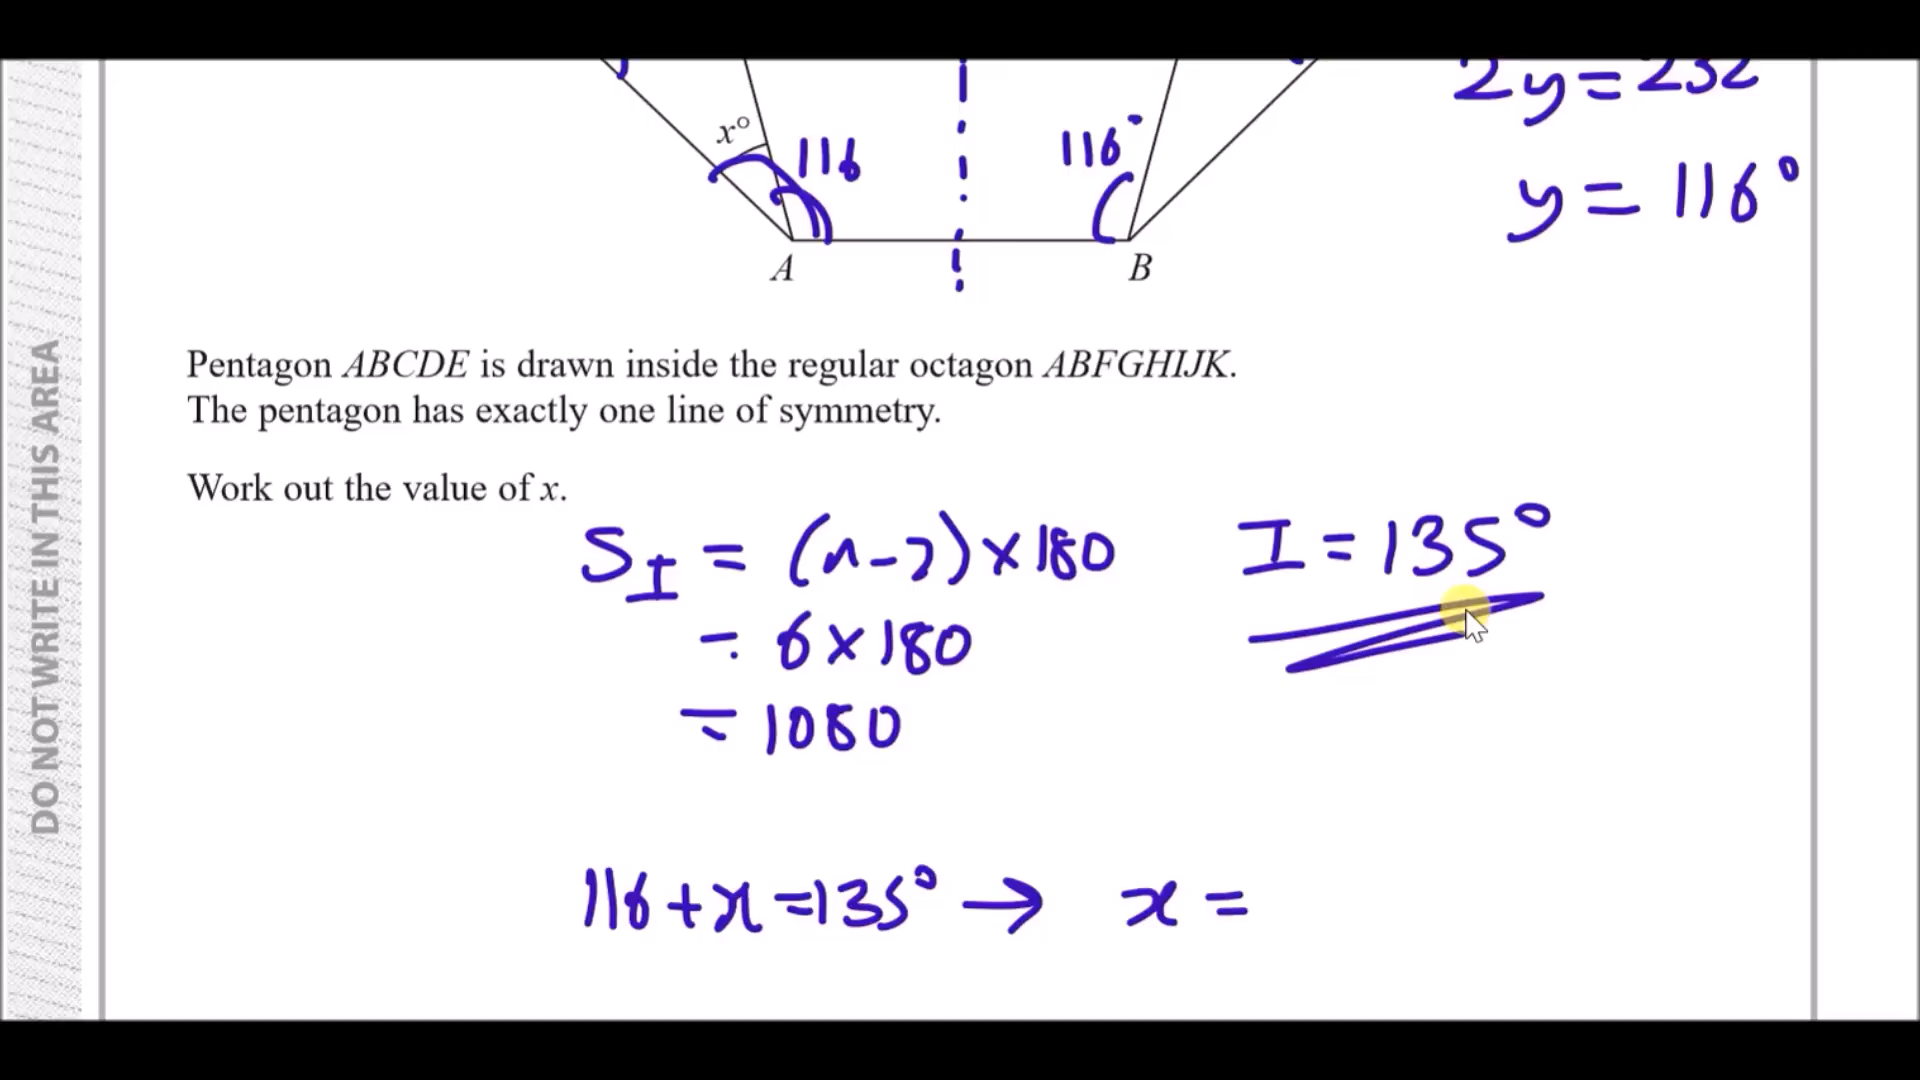 2y = 232
x°
116
116°
y = 116°
A
B
DO NOT WRITE IN THIS AREA
Pentagon ABCDE is drawn inside the regular octagon ABFGHIJK.
The pentagon has exactly one line of symmetry.
Work out the value of x.
S_I = (n-2) × 180
I = 135°
= 6 × 180
= 1080
116 + x = 135° → x =